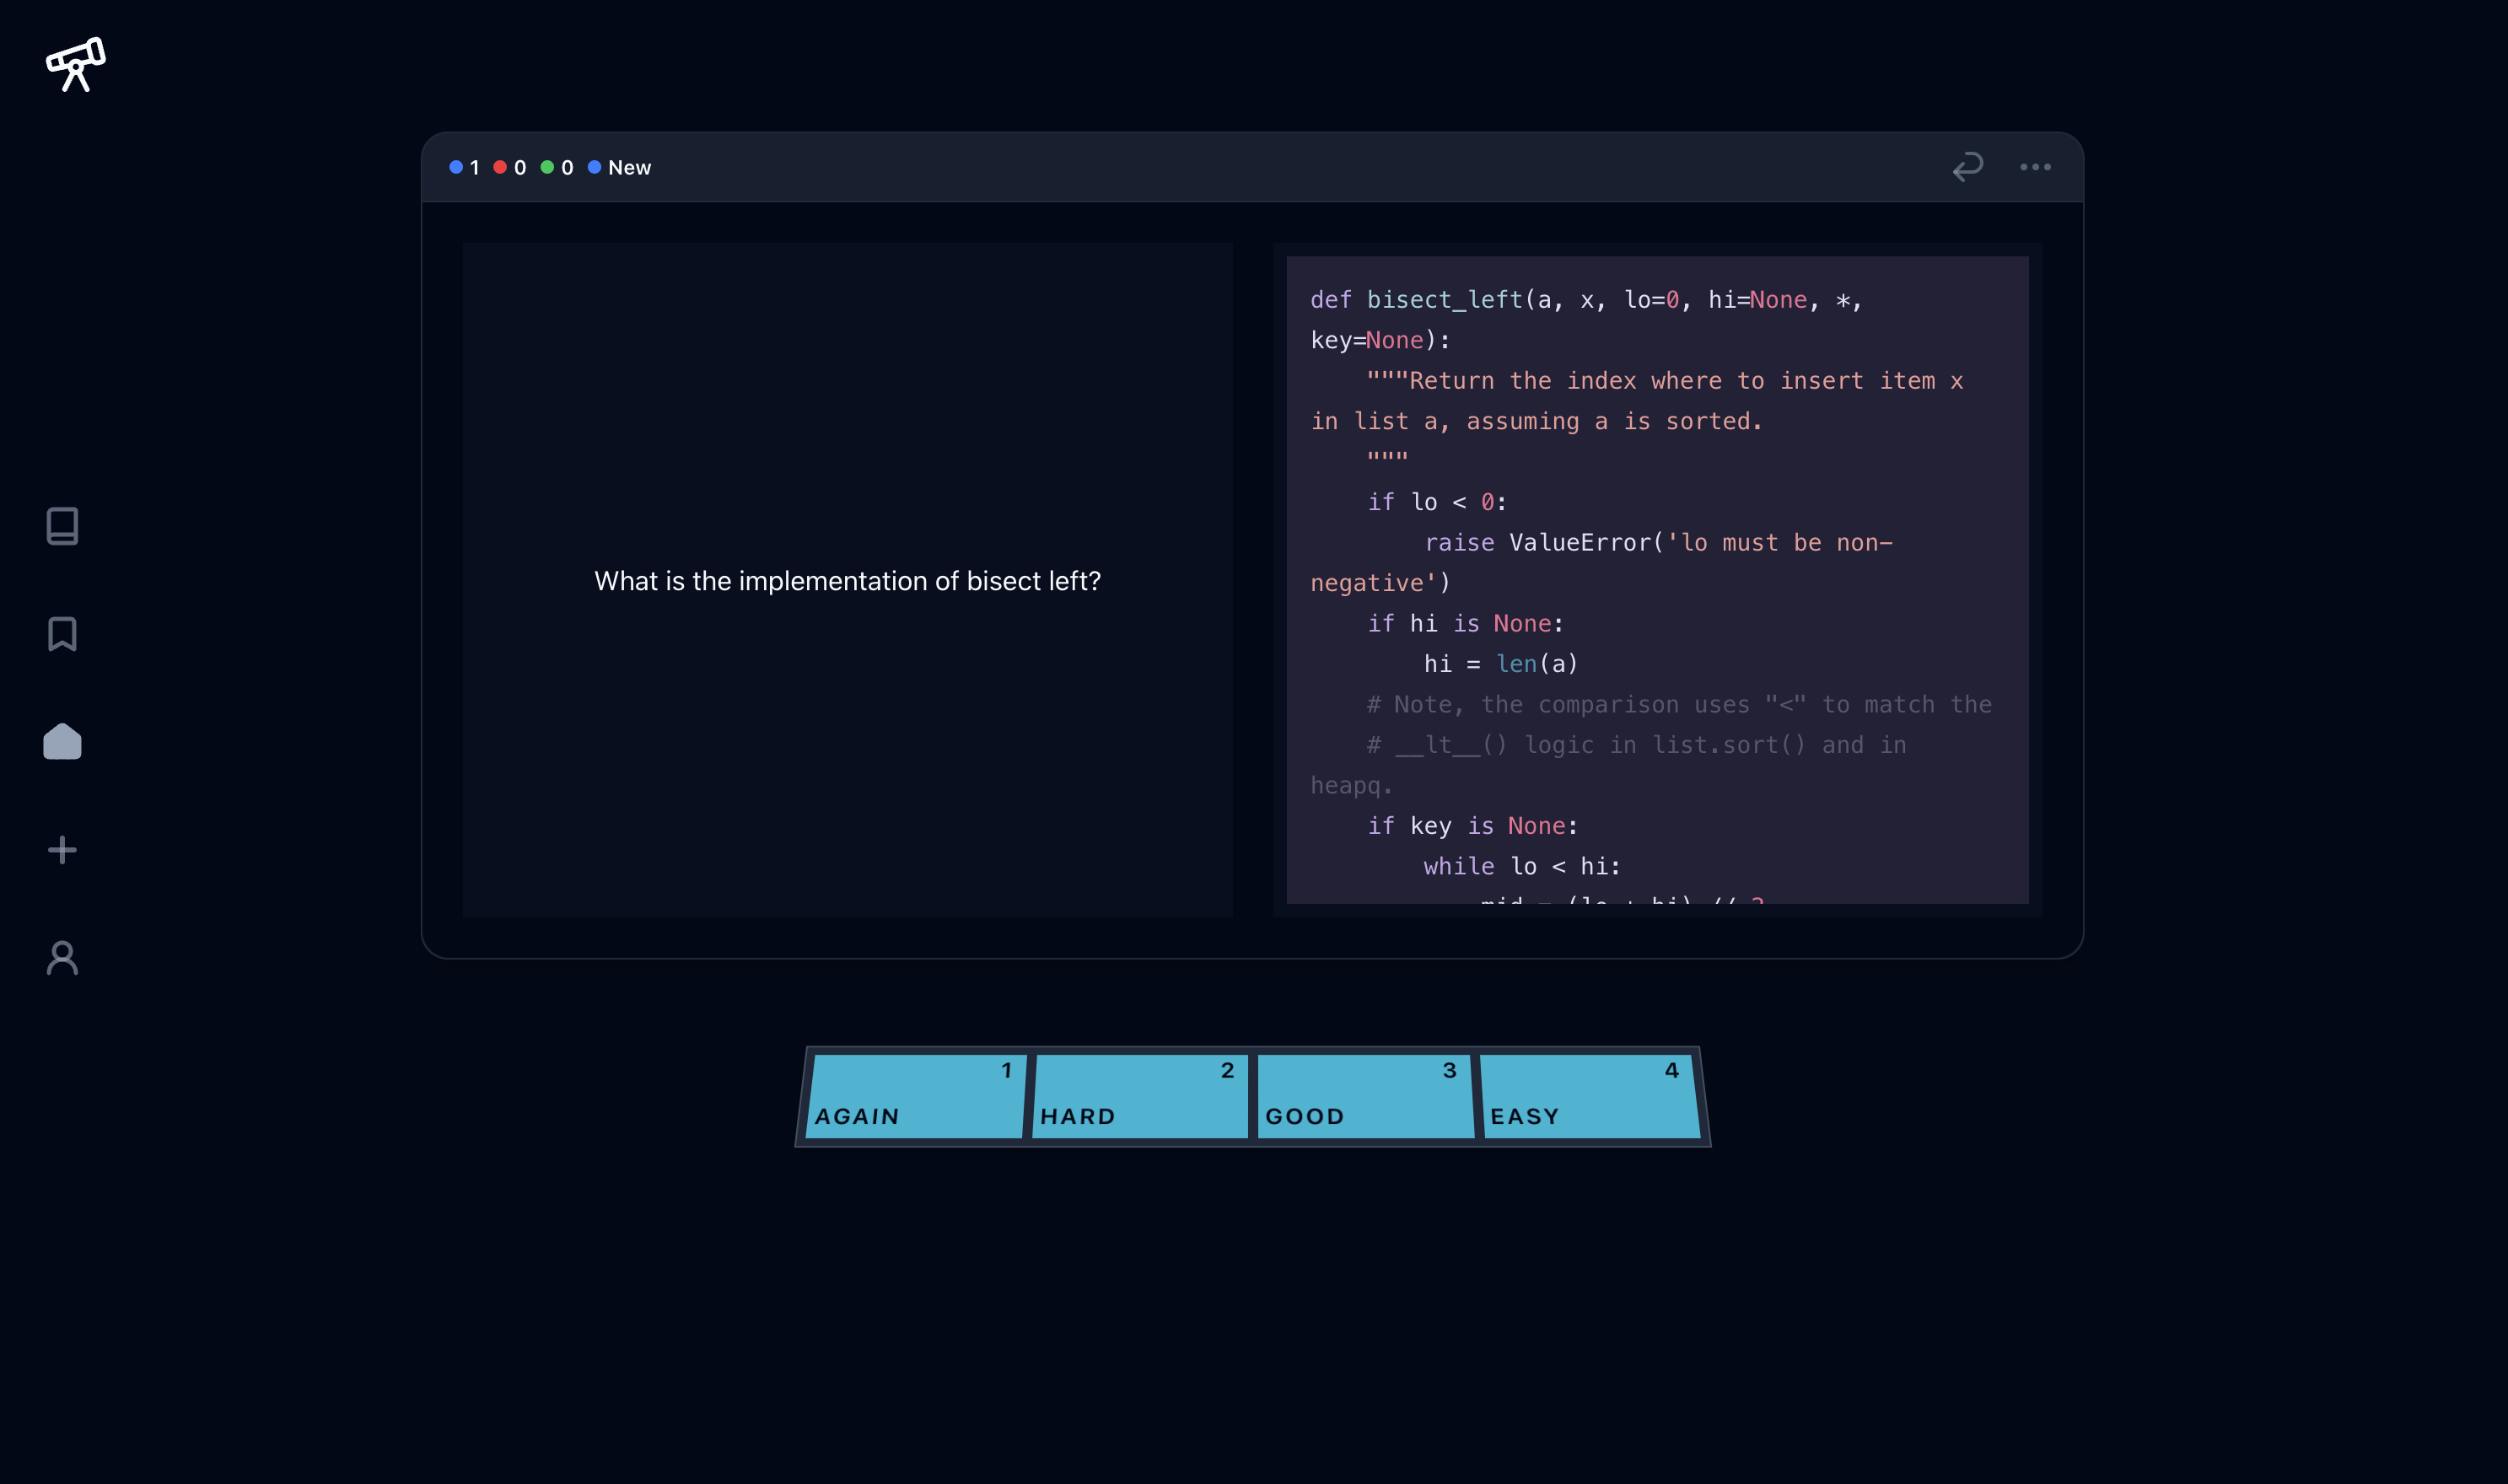 1 0 0 New
What is the implementation of bisect left?
def bisect_left(a, x, lo=0, hi=None, *,
key=None):
    """Return the index where to insert item x
in list a, assuming a is sorted.
    """
    if lo < 0:
        raise ValueError('lo must be non-
negative')
    if hi is None:
        hi = len(a)
    # Note, the comparison uses "<" to match the
    # __lt__() logic in list.sort() and in
heapq.
    if key is None:
        while lo < hi:
            mid = (lo + hi) // 2
1
AGAIN
2
HARD
3
GOOD
4
EASY